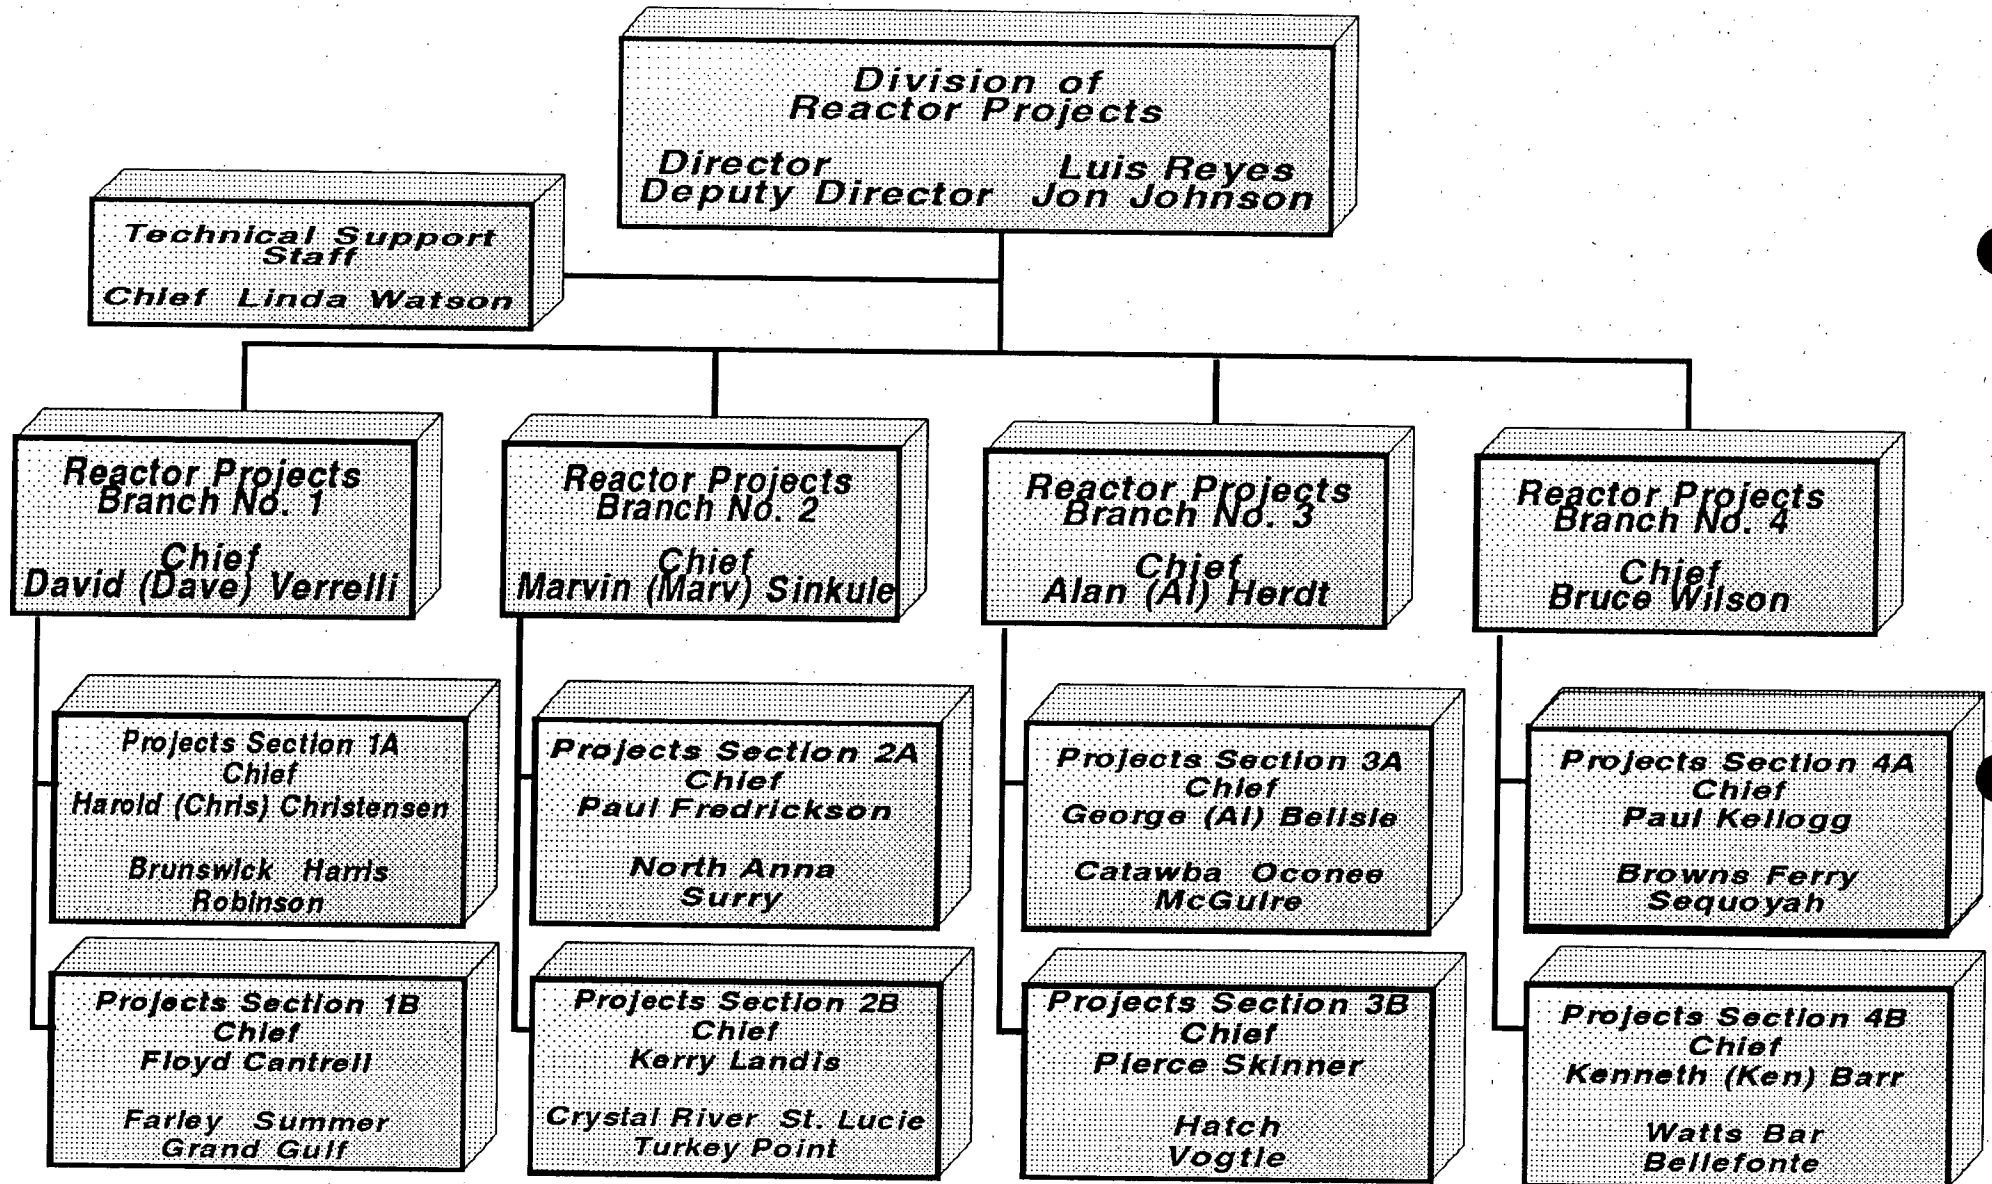 Division of
Reactor Projects
Director Luis Reyes
Deputy Director Jon Johnson
Technical Support
Staff
Chief Linda Watson
Reactor Projects
Branch No. 1
Chief
David (Dave) Verrelli
Reactor Projects
Branch No. 2
Chief
Marvin (Marv) Sinkule
Reactor Projects
Branch No. 3
Chief
Alan (Al) Herdt
Reactor Projects
Branch No. 4
Chief
Bruce Wilson
Projects Section 1A
Chief
Harold (Chris) Christensen
Brunswick Harris
Robinson
Projects Section 2A
Chief
Paul Fredrickson
North Anna
Surry
Projects Section 3A
Chief
George (Al) Belisle
Catawba Oconee
McGuire
Projects Section 4A
Chief
Paul Kellogg
Browns Ferry
Sequoyah
Projects Section 1B
Chief
Floyd Cantrell
Farley Summer
Grand Gulf
Projects Section 2B
Chief
Kerry Landis
Crystal River St. Lucie
Turkey Point
Projects Section 3B
Chief
Pierce Skinner
Hatch
Vogtle
Projects Section 4B
Chief
Kenneth (Ken) Barr
Watts Bar
Bellefonte